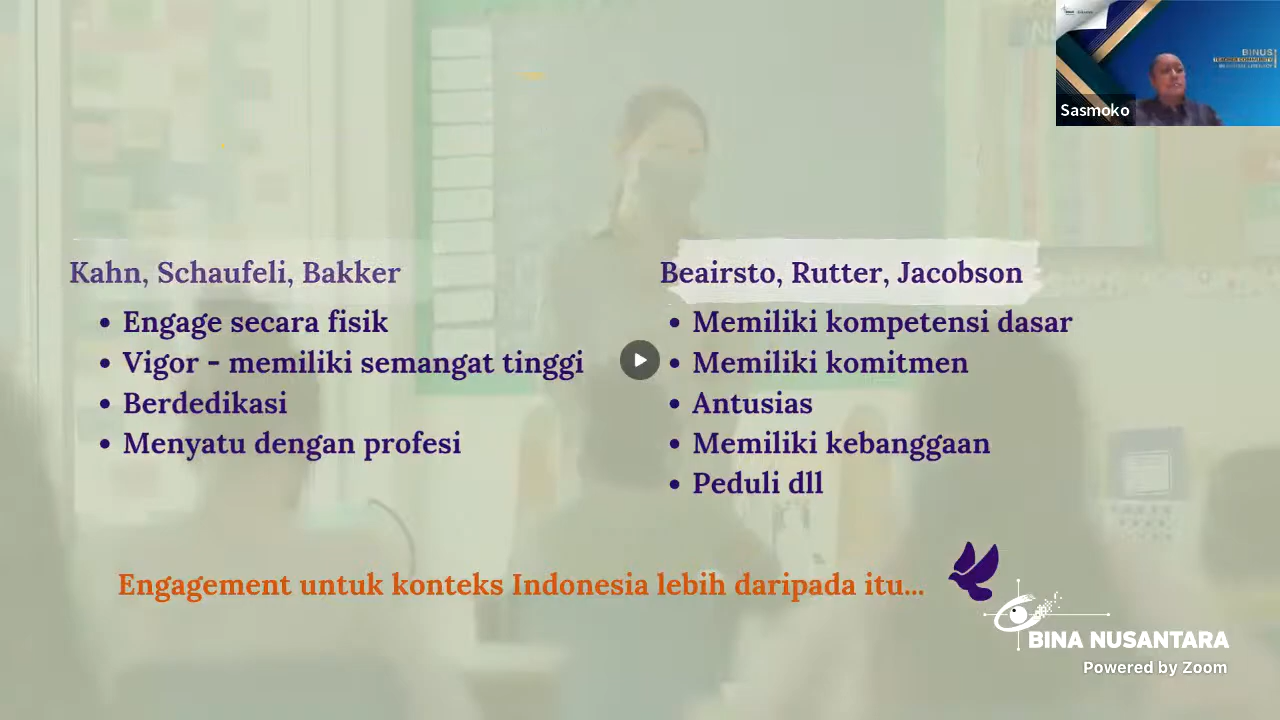 BINUS
TEACHER COMMUNITY
Sasmoko
Kahn, Schaufeli, Bakker
• Engage secara fisik
• Vigor - memiliki semangat tinggi
• Berdedikasi
• Menyatu dengan profesi
Beairsto, Rutter, Jacobson
• Memiliki kompetensi dasar
• Memiliki komitmen
• Antusias
• Memiliki kebanggaan
• Peduli dll
Engagement untuk konteks Indonesia lebih daripada itu...
BINA NUSANTARA
Powered by Zoom